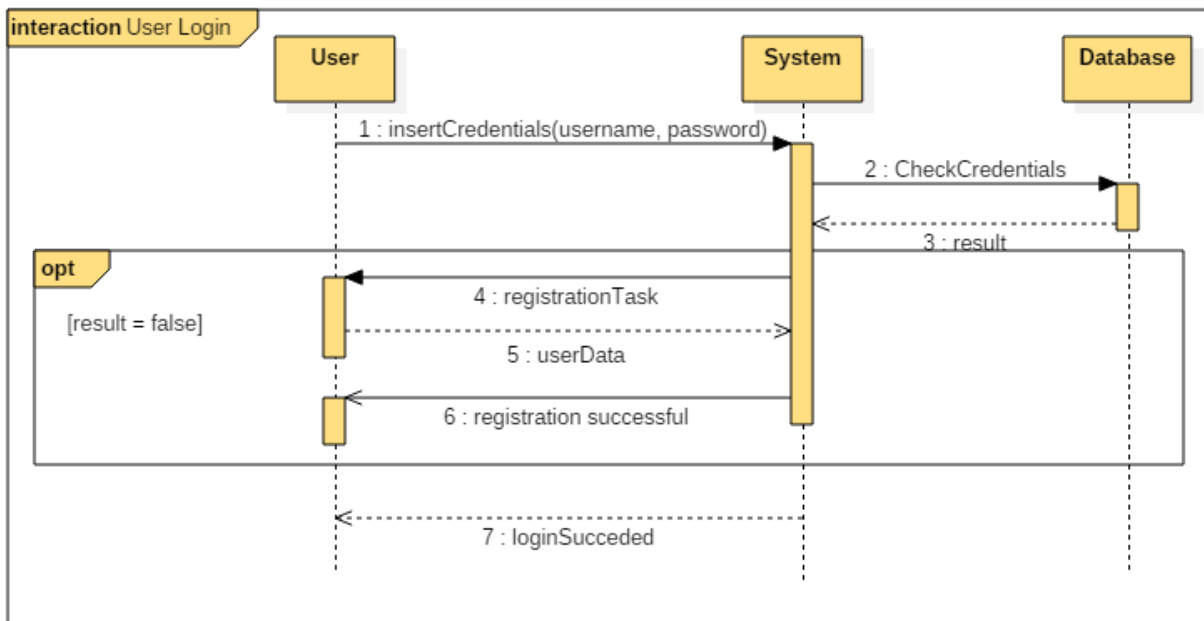 interaction User Login
User
System
Database
1 : insertCredentials(username, password)
2 : CheckCredentials
3 : result
opt
4 : registrationTask
[result = false]
5 : userData
6 : registration successful
7 : loginSucceded